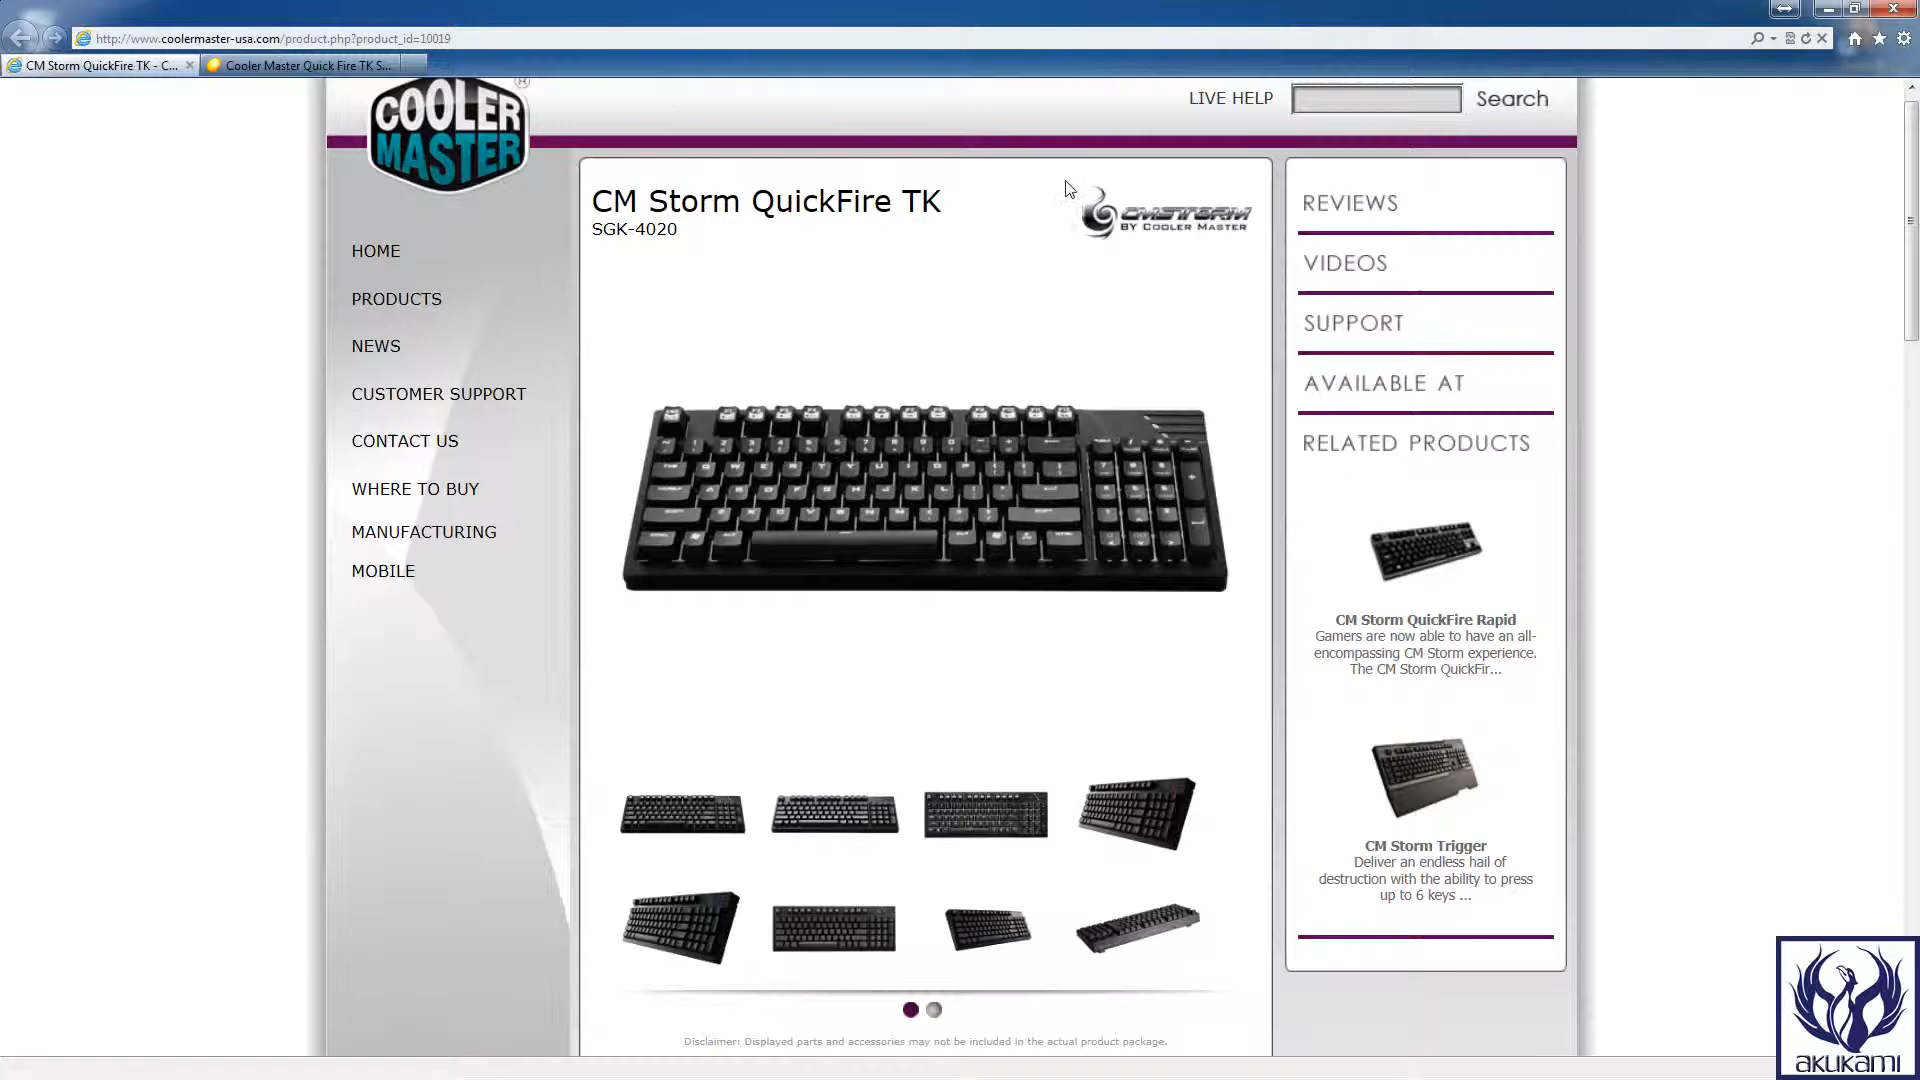 http://www.coolermaster-usa.com/product.php?product_id=10019
CM Storm QuickFire TK - C...
Cooler Master Quick Fire TK S...
COOLER
MASTER
®
LIVE HELP
Search
HOME
PRODUCTS
NEWS
CUSTOMER SUPPORT
CONTACT US
WHERE TO BUY
MANUFACTURING
MOBILE
CM Storm QuickFire TK
SGK-4020
CMSTORM
BY COOLER MASTER
Disclaimer: Displayed parts and accessories may not be included in the actual product package.
REVIEWS
VIDEOS
SUPPORT
AVAILABLE AT
RELATED PRODUCTS
CM Storm QuickFire Rapid
Gamers are now able to have an all-
encompassing CM Storm experience.
The CM Storm QuickFir...
CM Storm Trigger
Deliver an endless hail of
destruction with the ability to press
up to 6 keys ...
akukami